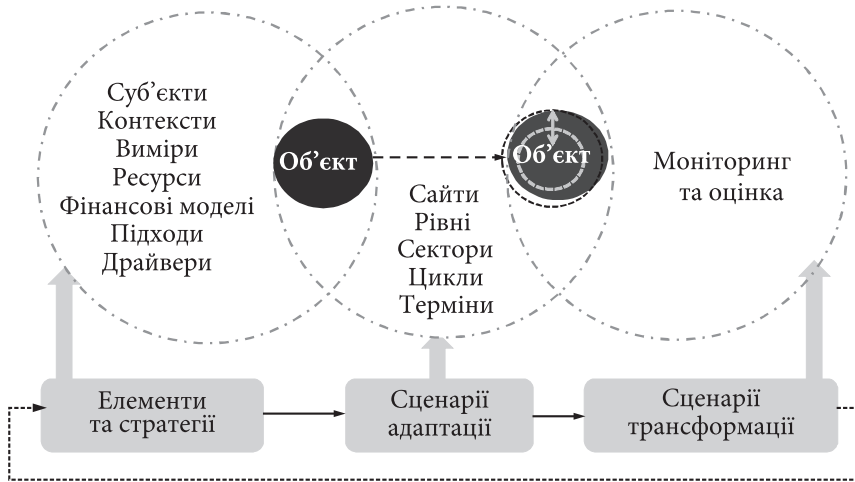 Суб’єкти
Контексти
Виміри
Ресурси
Фінансові моделі
Підходи
Драйвери
Об’єкт
Сайти
Рівні
Сектори
Цикли
Терміни
Об’єкт
Моніторинг
та оцінка
Елементи
та стратегії
Сценарії
адаптації
Сценарії
трансформації